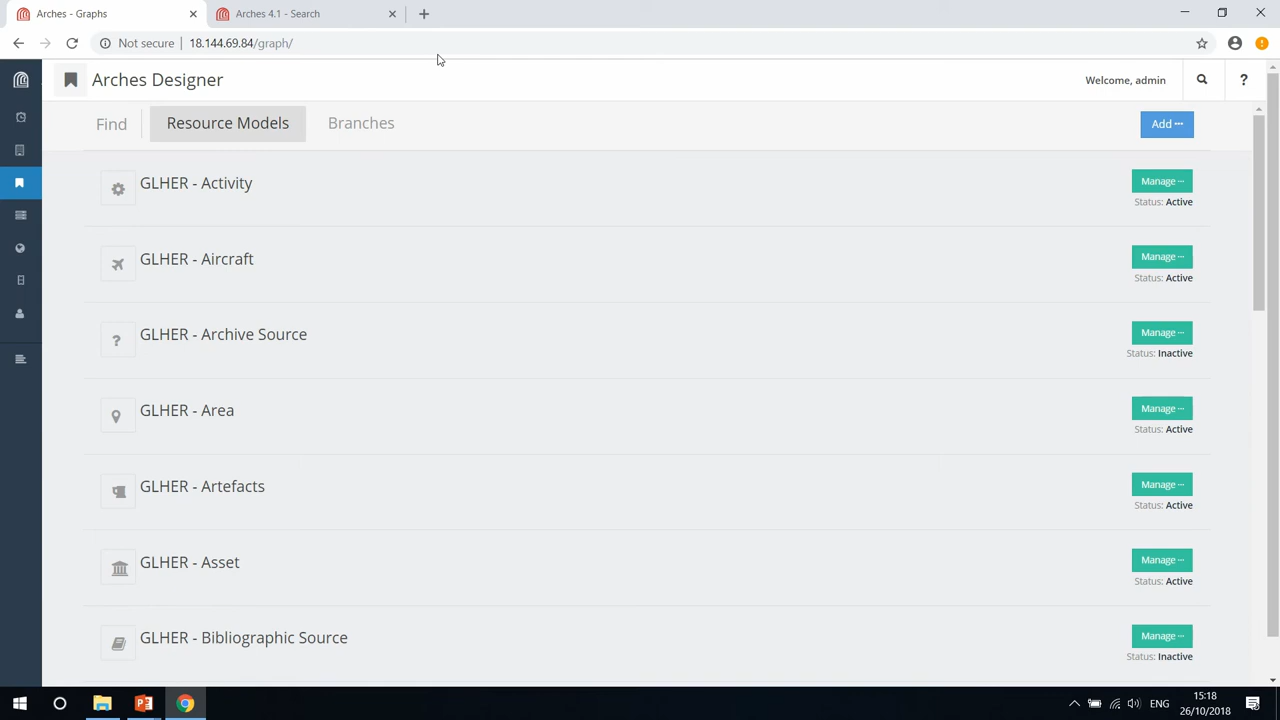 Arches - Graphs
Arches 4.1 - Search
Not secure
18.144.69.84/graph/
Arches Designer
Welcome, admin
?
Find
Resource Models
Branches
Add
GLHER - Activity
Manage
Status: Active
GLHER - Aircraft
Manage
Status: Active
?
GLHER - Archive Source
Manage
Status: Inactive
GLHER - Area
Manage
Status: Active
GLHER - Artefacts
Manage
Status: Active
GLHER - Asset
Manage
Status: Active
GLHER - Bibliographic Source
Manage
Status: Inactive
ENG
15:18
26/10/2018